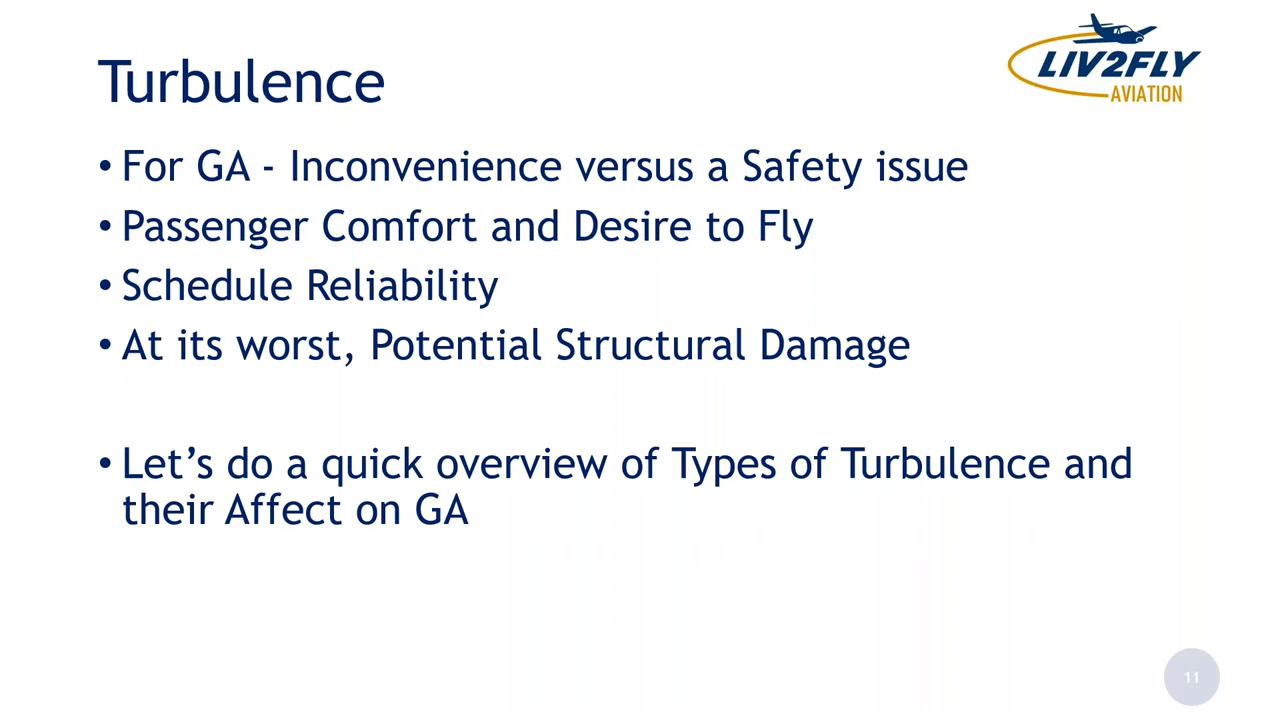 LIV2FLY
AVIATION
Turbulence
• For GA - Inconvenience versus a Safety issue
• Passenger Comfort and Desire to Fly
• Schedule Reliability
• At its worst, Potential Structural Damage
• Let’s do a quick overview of Types of Turbulence and
their Affect on GA
11